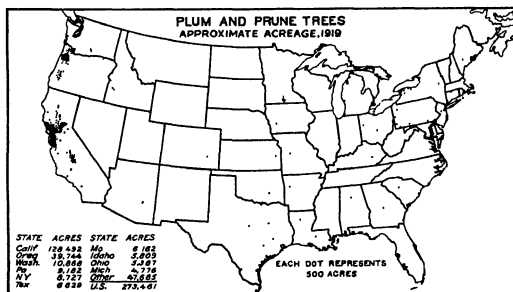 PLUM AND PRUNE TREES
APPROXIMATE ACREAGE, 1919
STATE ACRES STATE ACRES
Calif 128 492 Mo 6 162
Oreg 39,744 Idaho 5,809
Wash. 10,868 Ohio 5,387
Pa 9,182 Mich 4,776
NY 8,727 Other 47,685
Tex 6 629 U.S. 273,461
EACH DOT REPRESENTS
500 ACRES